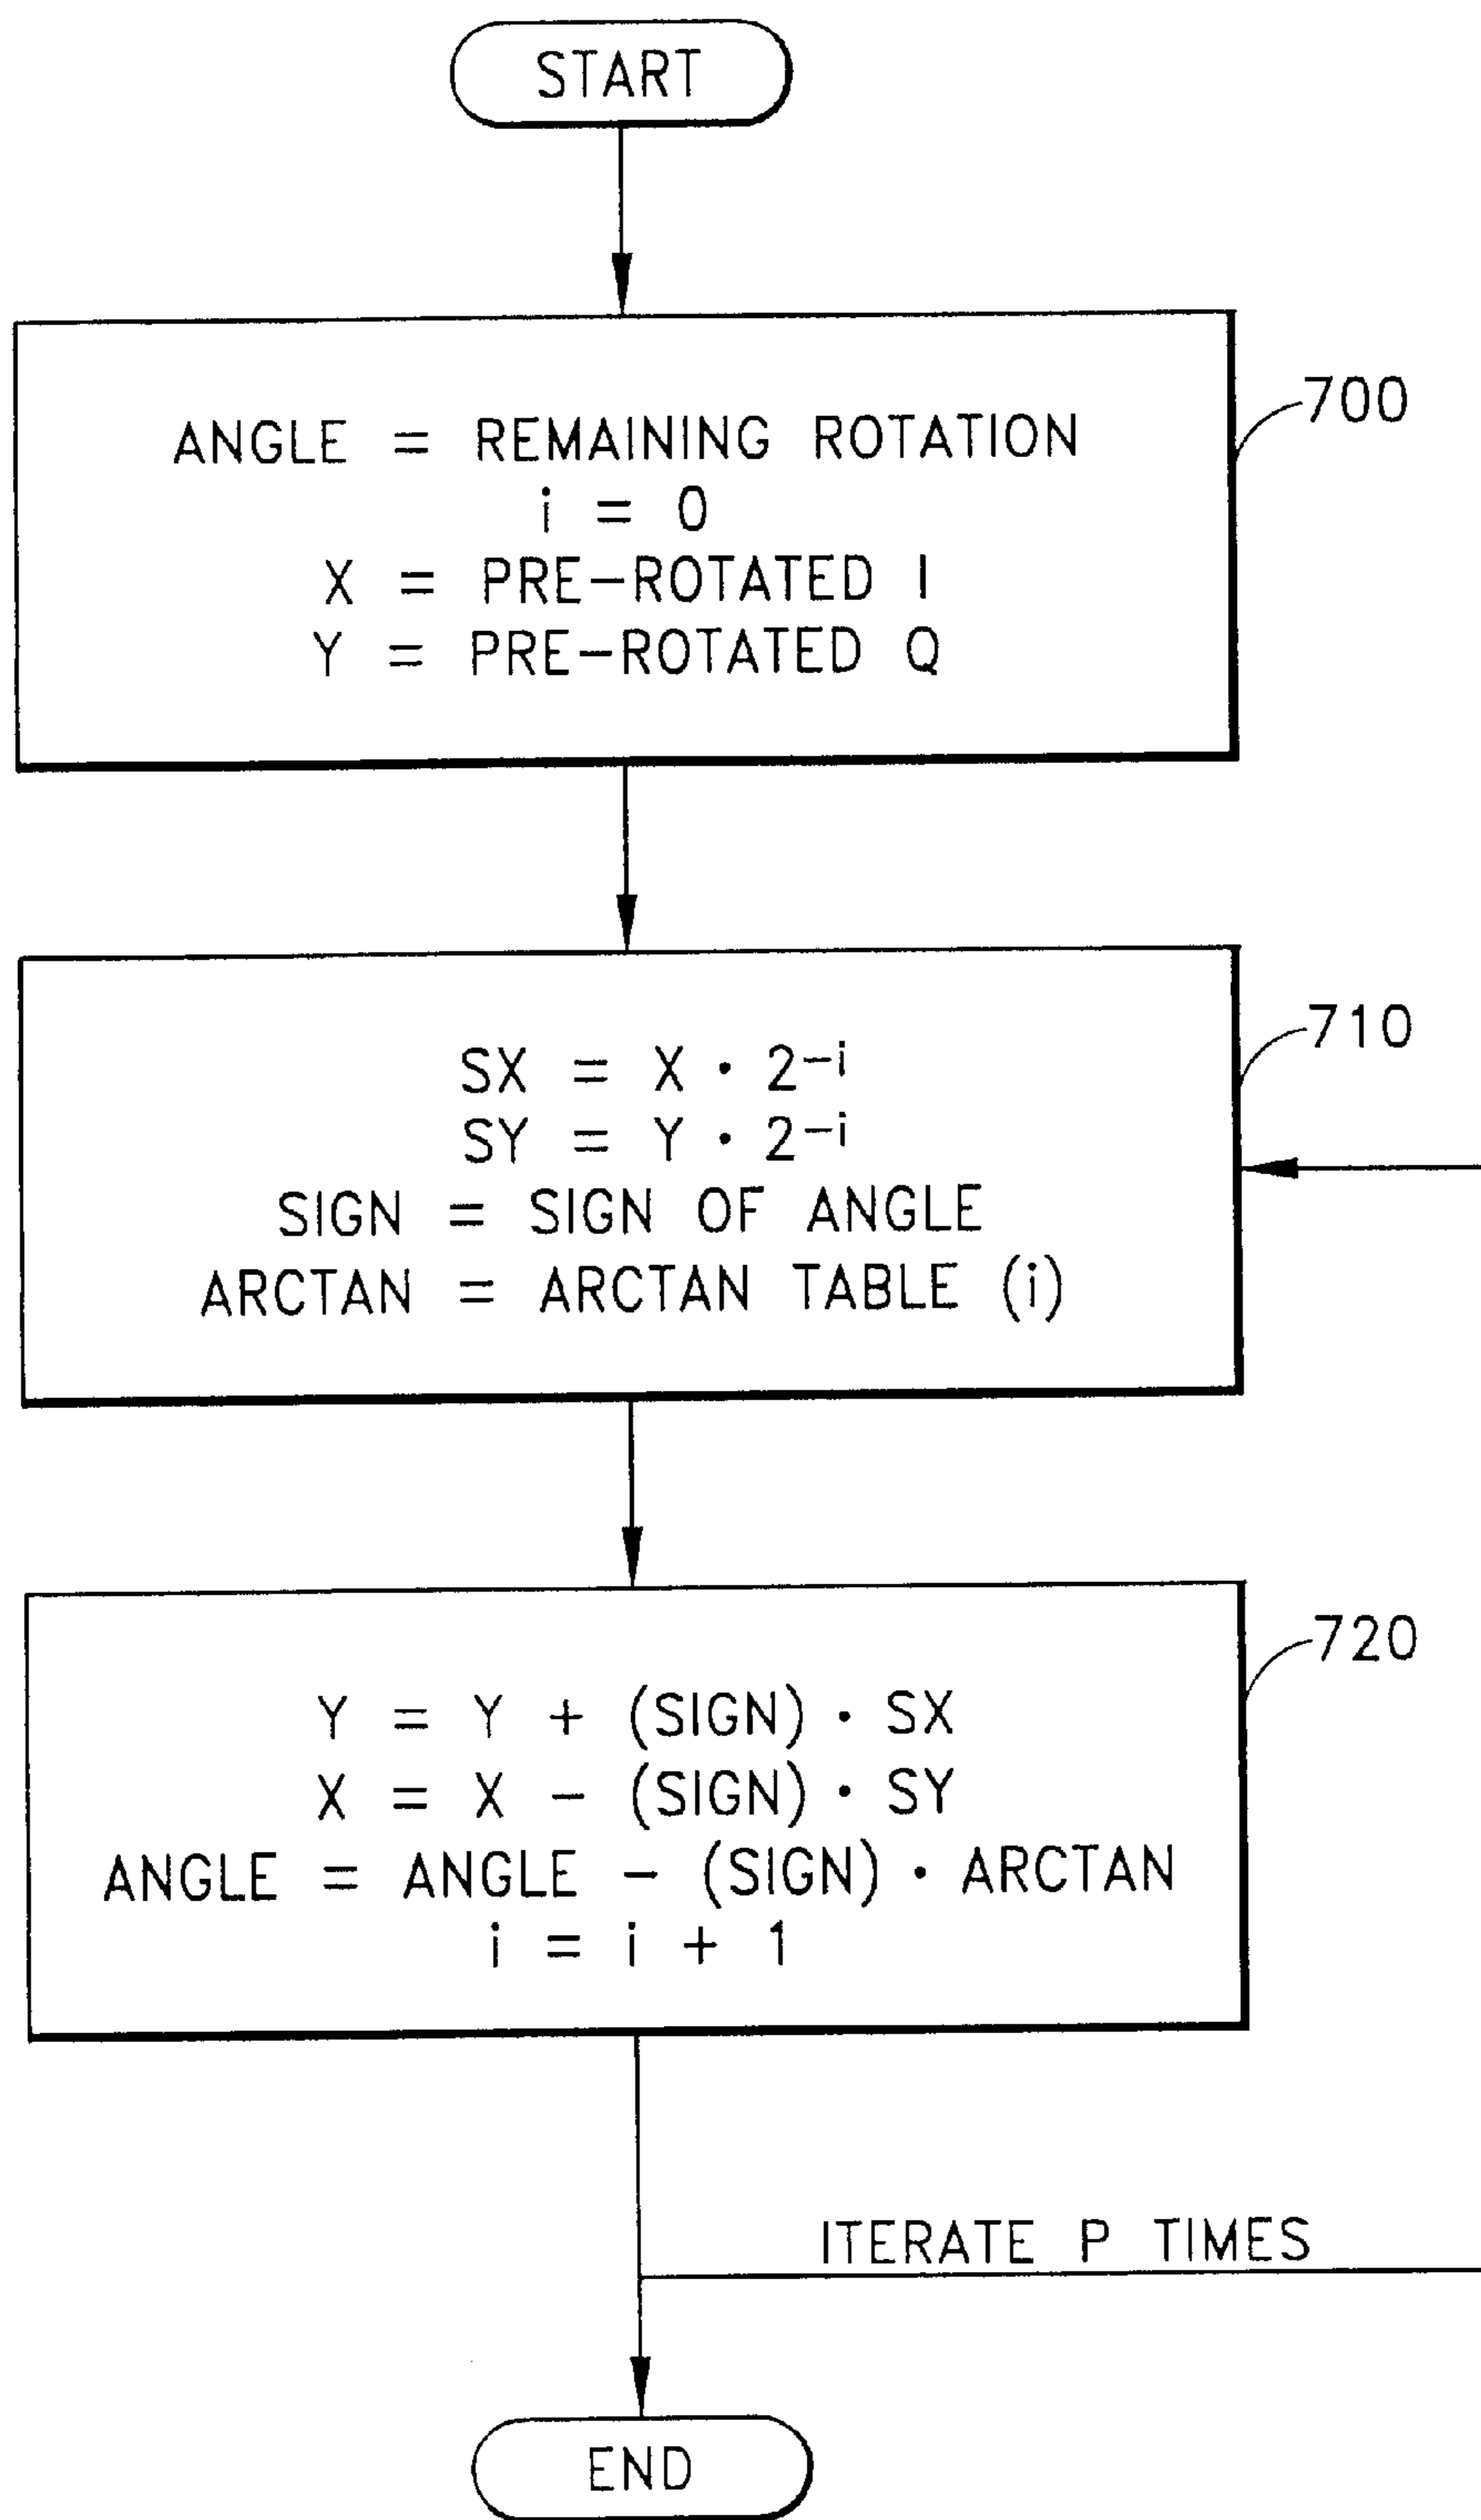 START
ANGLE = REMAINING ROTATION
i = 0
X = PRE-ROTATED I
Y = PRE-ROTATED Q
700
SX = X · 2⁻ⁱ
SY = Y · 2⁻ⁱ
SIGN = SIGN OF ANGLE
ARCTAN = ARCTAN TABLE (i)
710
Y = Y + (SIGN) · SX
X = X - (SIGN) · SY
ANGLE = ANGLE - (SIGN) · ARCTAN
i = i + 1
720
ITERATE P TIMES
END